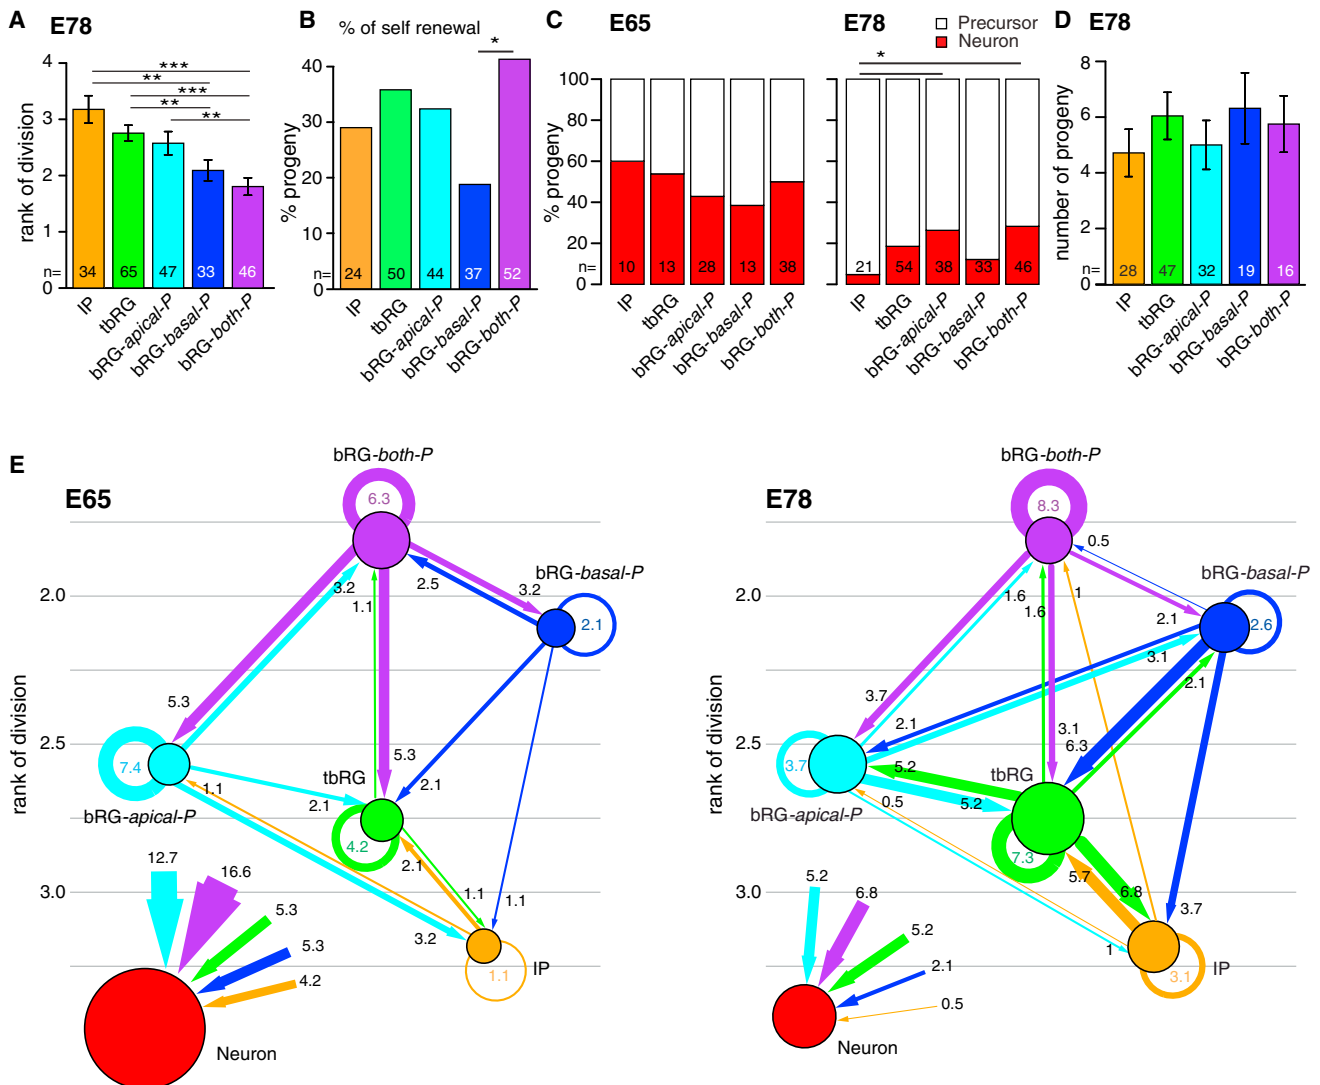 A E78
4
3
2
1
0
rank of division
***
**
***
**
**
n= 34 65 47 33 46
IP
tbRG
bRG-apical-P
bRG-basal-P
bRG-both-P
B % of self renewal
*
40
30
20
10
0
% progeny
n= 24 50 44 37 52
IP
tbRG
bRG-apical-P
bRG-basal-P
bRG-both-P
C E65
100
80
60
40
20
0
% progeny
n= 10 13 28 13 38
IP
tbRG
bRG-apical-P
bRG-basal-P
bRG-both-P
E78
Precursor
Neuron
*
21 54 38 33 46
IP
tbRG
bRG-apical-P
bRG-basal-P
bRG-both-P
D E78
8
6
4
2
0
number of progeny
n= 28 47 32 19 16
IP
tbRG
bRG-apical-P
bRG-basal-P
bRG-both-P
E
E65
bRG-both-P
6.3
bRG-basal-P
2.0
2.5
3.0
rank of division
3.2
1.1
2.5
3.2
2.1
5.3
5.3
7.4
tbRG
1.1
2.1
2.1
bRG-apical-P
4.2
2.1
12.7
16.6
1.1
1.1
5.3
3.2
5.3
4.2
IP
1.1
Neuron
E78
bRG-both-P
8.3
0.5
bRG-basal-P
2.0
2.5
3.0
rank of division
1.6
1.6
1
2.1
2.6
3.1
2.1
3.7
2.1
3.1
6.3
3.7
5.2
tbRG
0.5
5.2
bRG-apical-P
7.3
5.2
5.7
6.8
6.8
3.7
5.2
1
2.1
IP
3.1
0.5
Neuron